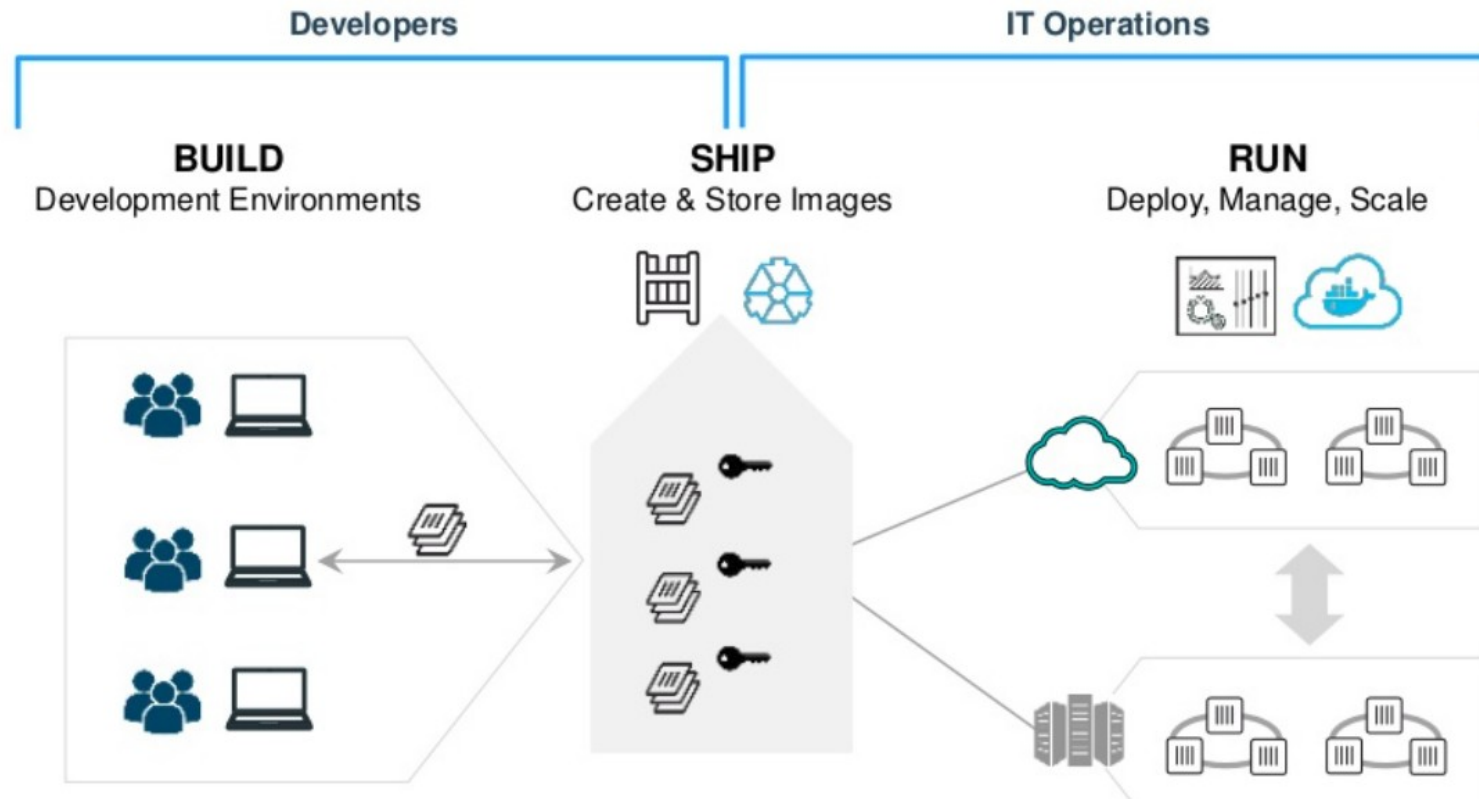 Developers
IT Operations
BUILD
Development Environments
SHIP
Create & Store Images
RUN
Deploy, Manage, Scale